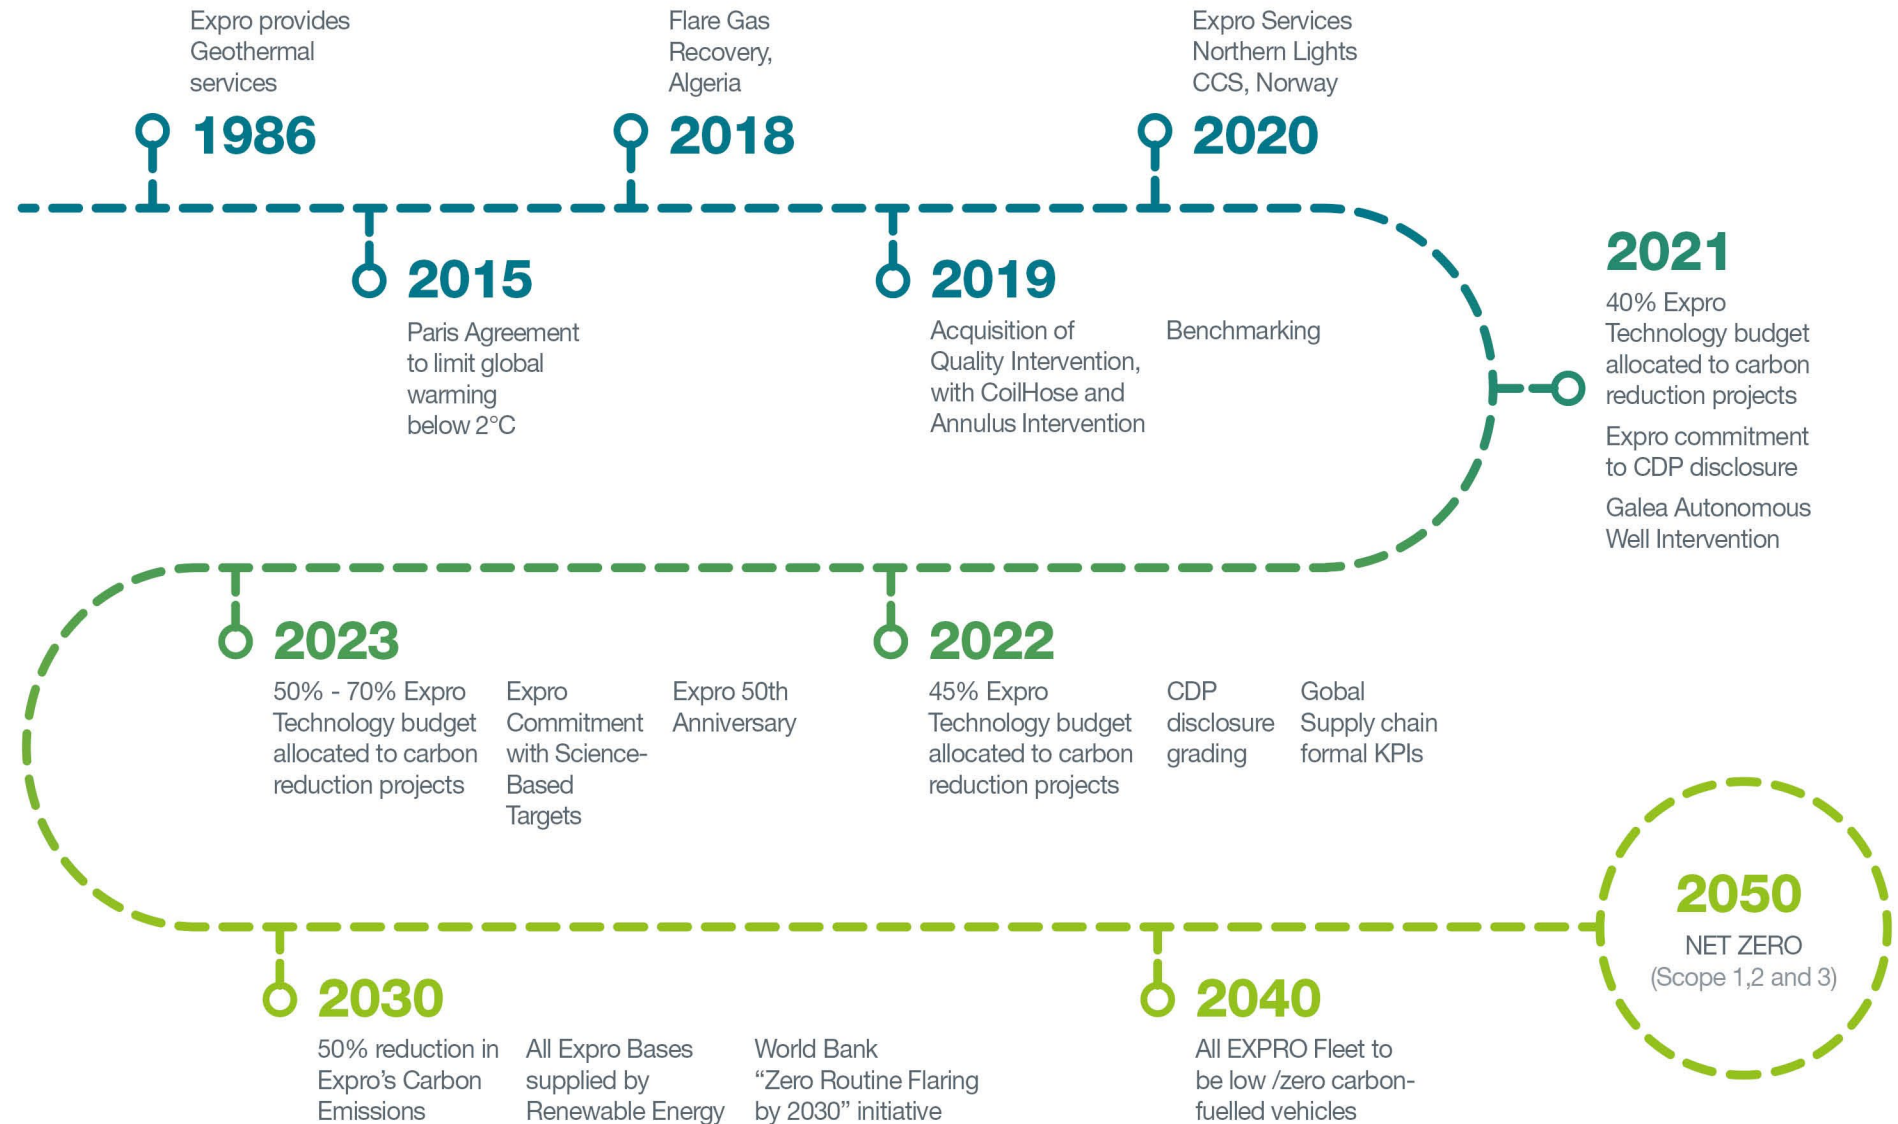 Expro provides
Geothermal
services
1986
Flare Gas
Recovery,
Algeria
2018
Expro Services
Northern Lights
CCS, Norway
2020
2015
Paris Agreement
to limit global
warming
below 2°C
2019
Acquisition of
Quality Intervention,
with CoilHose and
Annulus Intervention
Benchmarking
2021
40% Expro
Technology budget
allocated to carbon
reduction projects
Expro commitment
to CDP disclosure
Galea Autonomous
Well Intervention
2023
50% - 70% Expro
Technology budget
allocated to carbon
reduction projects
Expro
Commitment
with Science-
Based
Targets
Expro 50th
Anniversary
2022
45% Expro
Technology budget
allocated to carbon
reduction projects
CDP
disclosure
grading
Gobal
Supply chain
formal KPIs
2030
50% reduction in
Expro’s Carbon
Emissions
All Expro Bases
supplied by
Renewable Energy
World Bank
“Zero Routine Flaring
by 2030” initiative
2040
All EXPRO Fleet to
be low /zero carbon-
fuelled vehicles
2050
NET ZERO
(Scope 1,2 and 3)